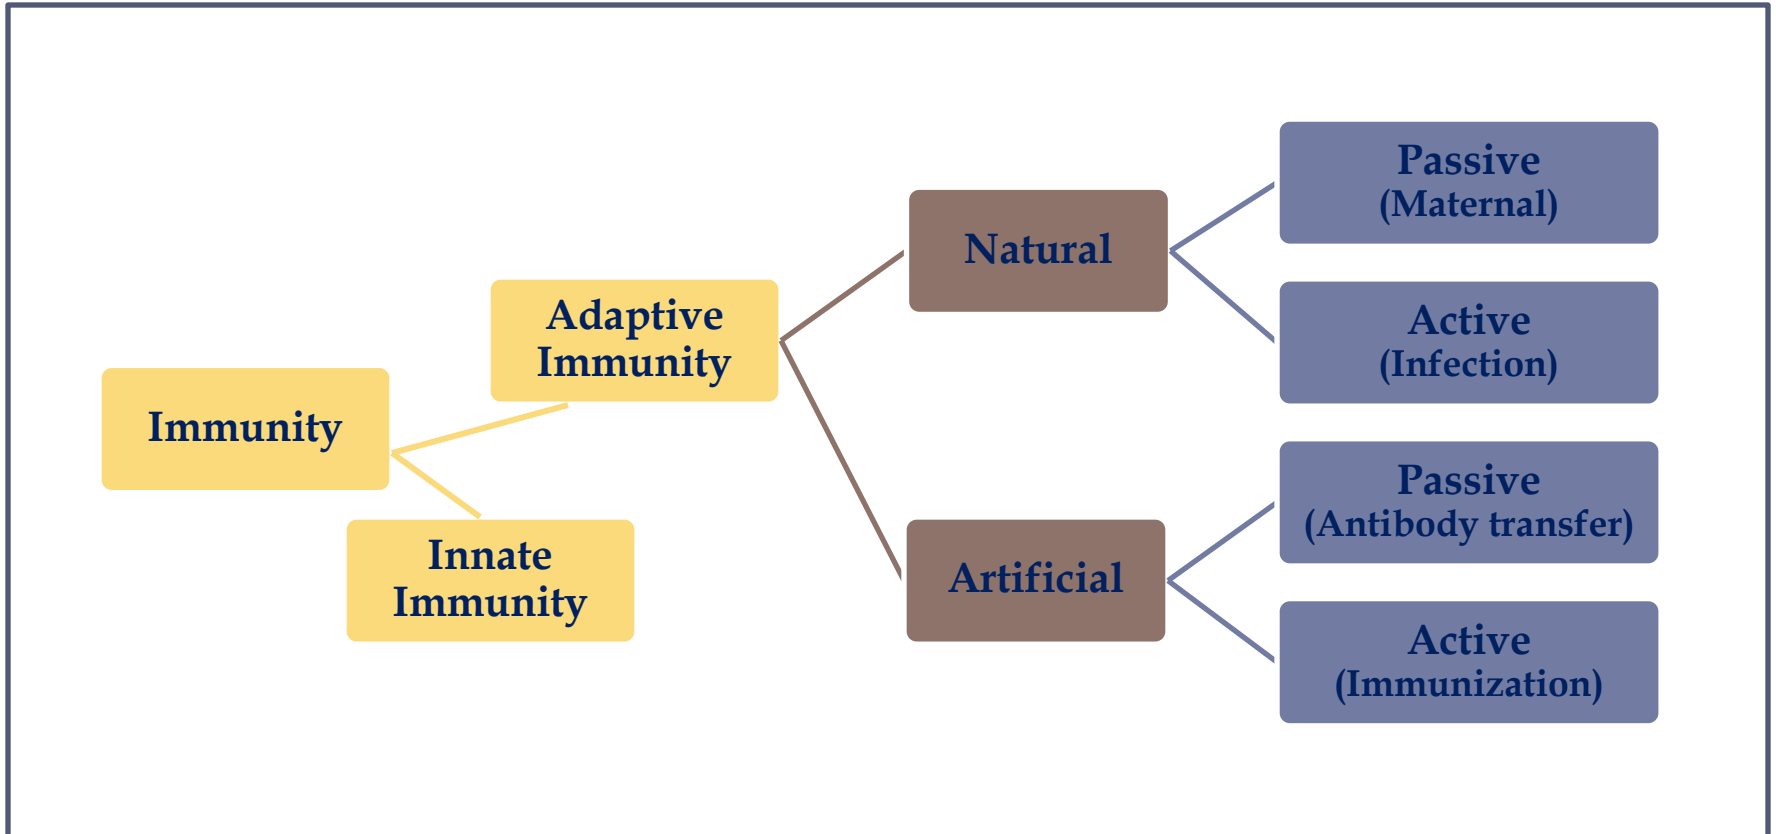 Immunity
Adaptive
Immunity
Innate
Immunity
Natural
Artificial
Passive
(Maternal)
Active
(Infection)
Passive
(Antibody transfer)
Active
(Immunization)